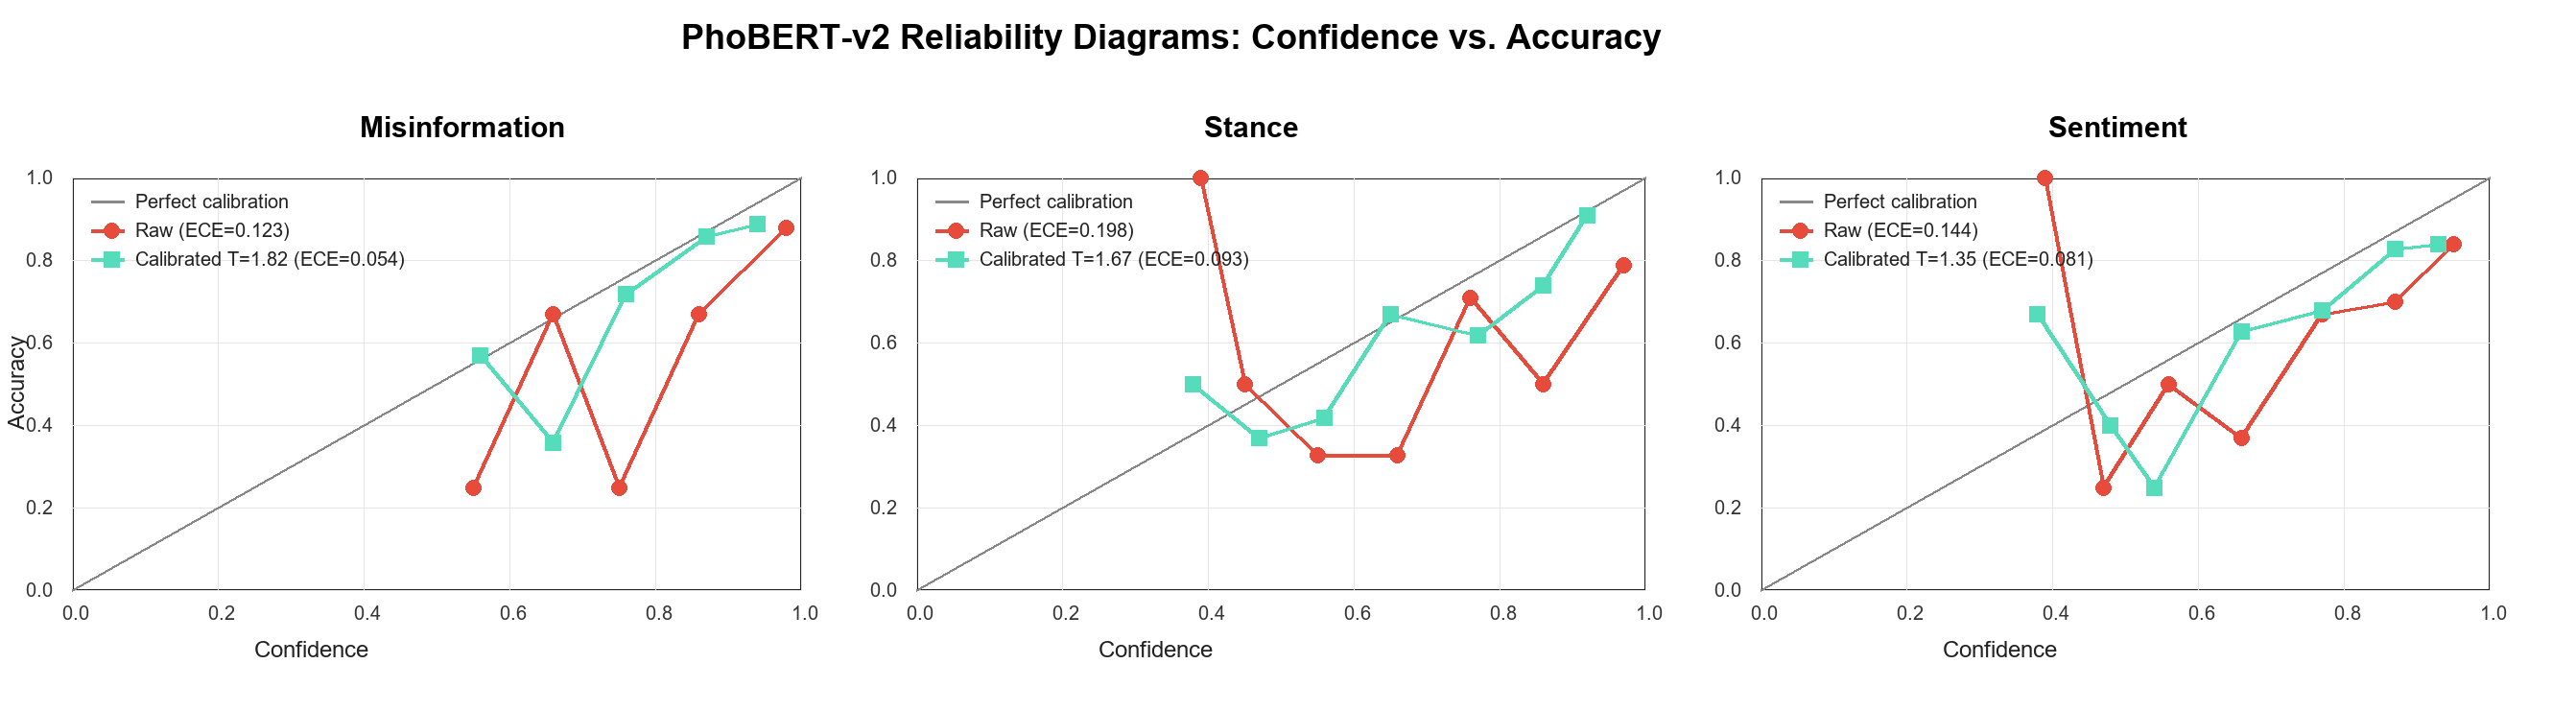 PhoBERT-v2 Reliability Diagrams: Confidence vs. Accuracy
Misinformation
1.0
0.8
0.6
0.4
0.2
0.0
Accuracy
Perfect calibration
Raw (ECE=0.123)
Calibrated T=1.82 (ECE=0.054)
0.0 0.2 0.4 0.6 0.8 1.0
Confidence
Stance
1.0
0.8
0.6
0.4
0.2
0.0
Perfect calibration
Raw (ECE=0.198)
Calibrated T=1.67 (ECE=0.093)
0.0 0.2 0.4 0.6 0.8 1.0
Confidence
Sentiment
1.0
0.8
0.6
0.4
0.2
0.0
Perfect calibration
Raw (ECE=0.144)
Calibrated T=1.35 (ECE=0.081)
0.0 0.2 0.4 0.6 0.8 1.0
Confidence